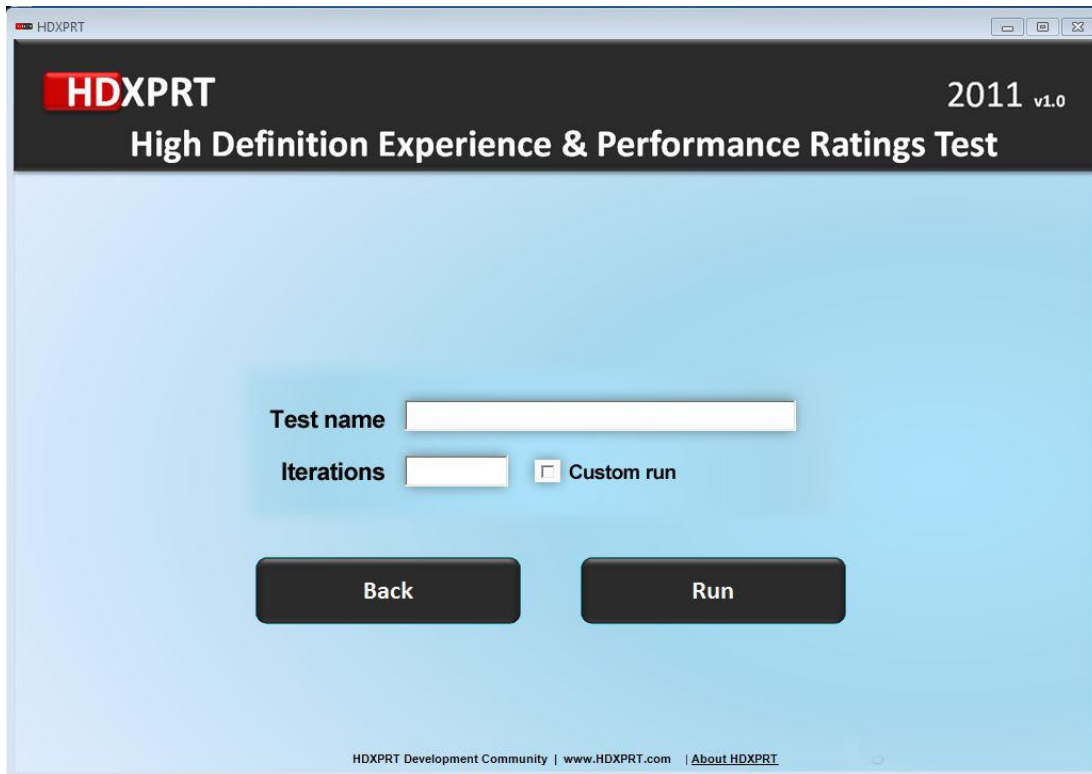 HDXPRT
HDXPRT
2011 v1.0
High Definition Experience & Performance Ratings Test
Test name
Iterations
Custom run
Back
Run
HDXPRT Development Community | www.HDXPRT.com | About HDXPRT